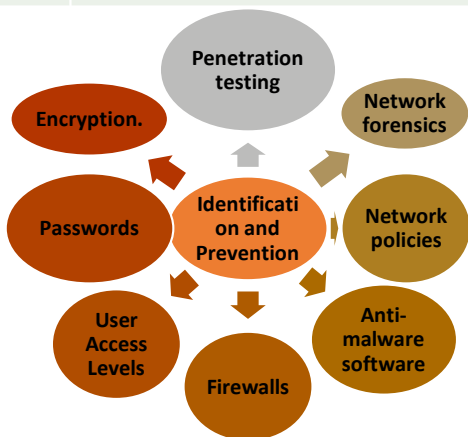 Penetration
testing
Network
forensics
Encryption.
Identificati
on and
Prevention
Passwords
Network
policies
User
Access
Levels
Anti-
malware
software
Firewalls